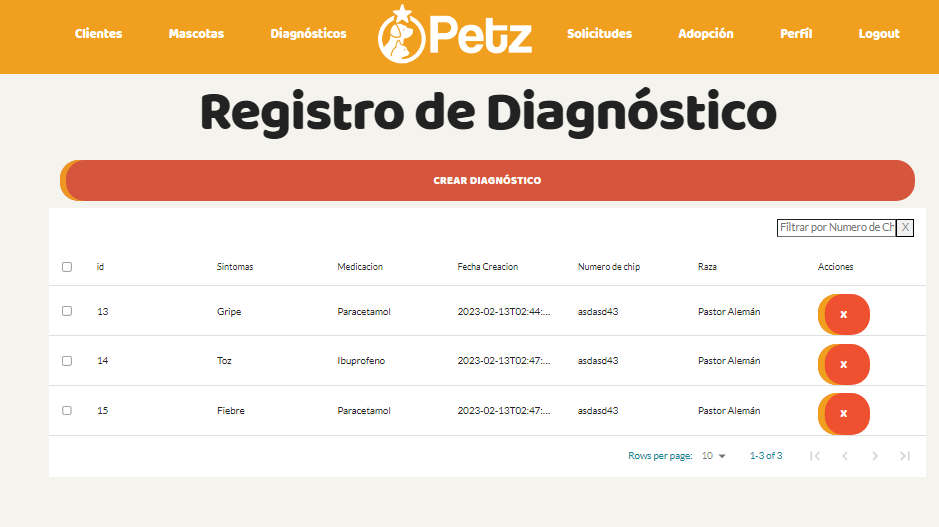 Clientes Mascotas Diagnósticos Petz Solicitudes Adopción Perfíl Logout
Registro de Diagnóstico
CREAR DIAGNÓSTICO
Filtrar por Numero de Ch X
id Sintomas Medicacion Fecha Creacion Numero de chip Raza Acciones
13 Gripe Paracetamol 2023-02-13T02:44:... asdasd43 Pastor Alemán x
14 Toz Ibuprofeno 2023-02-13T02:47:... asdasd43 Pastor Alemán x
15 Fiebre Paracetamol 2023-02-13T02:47:... asdasd43 Pastor Alemán x
Rows per page: 10 1-3 of 3